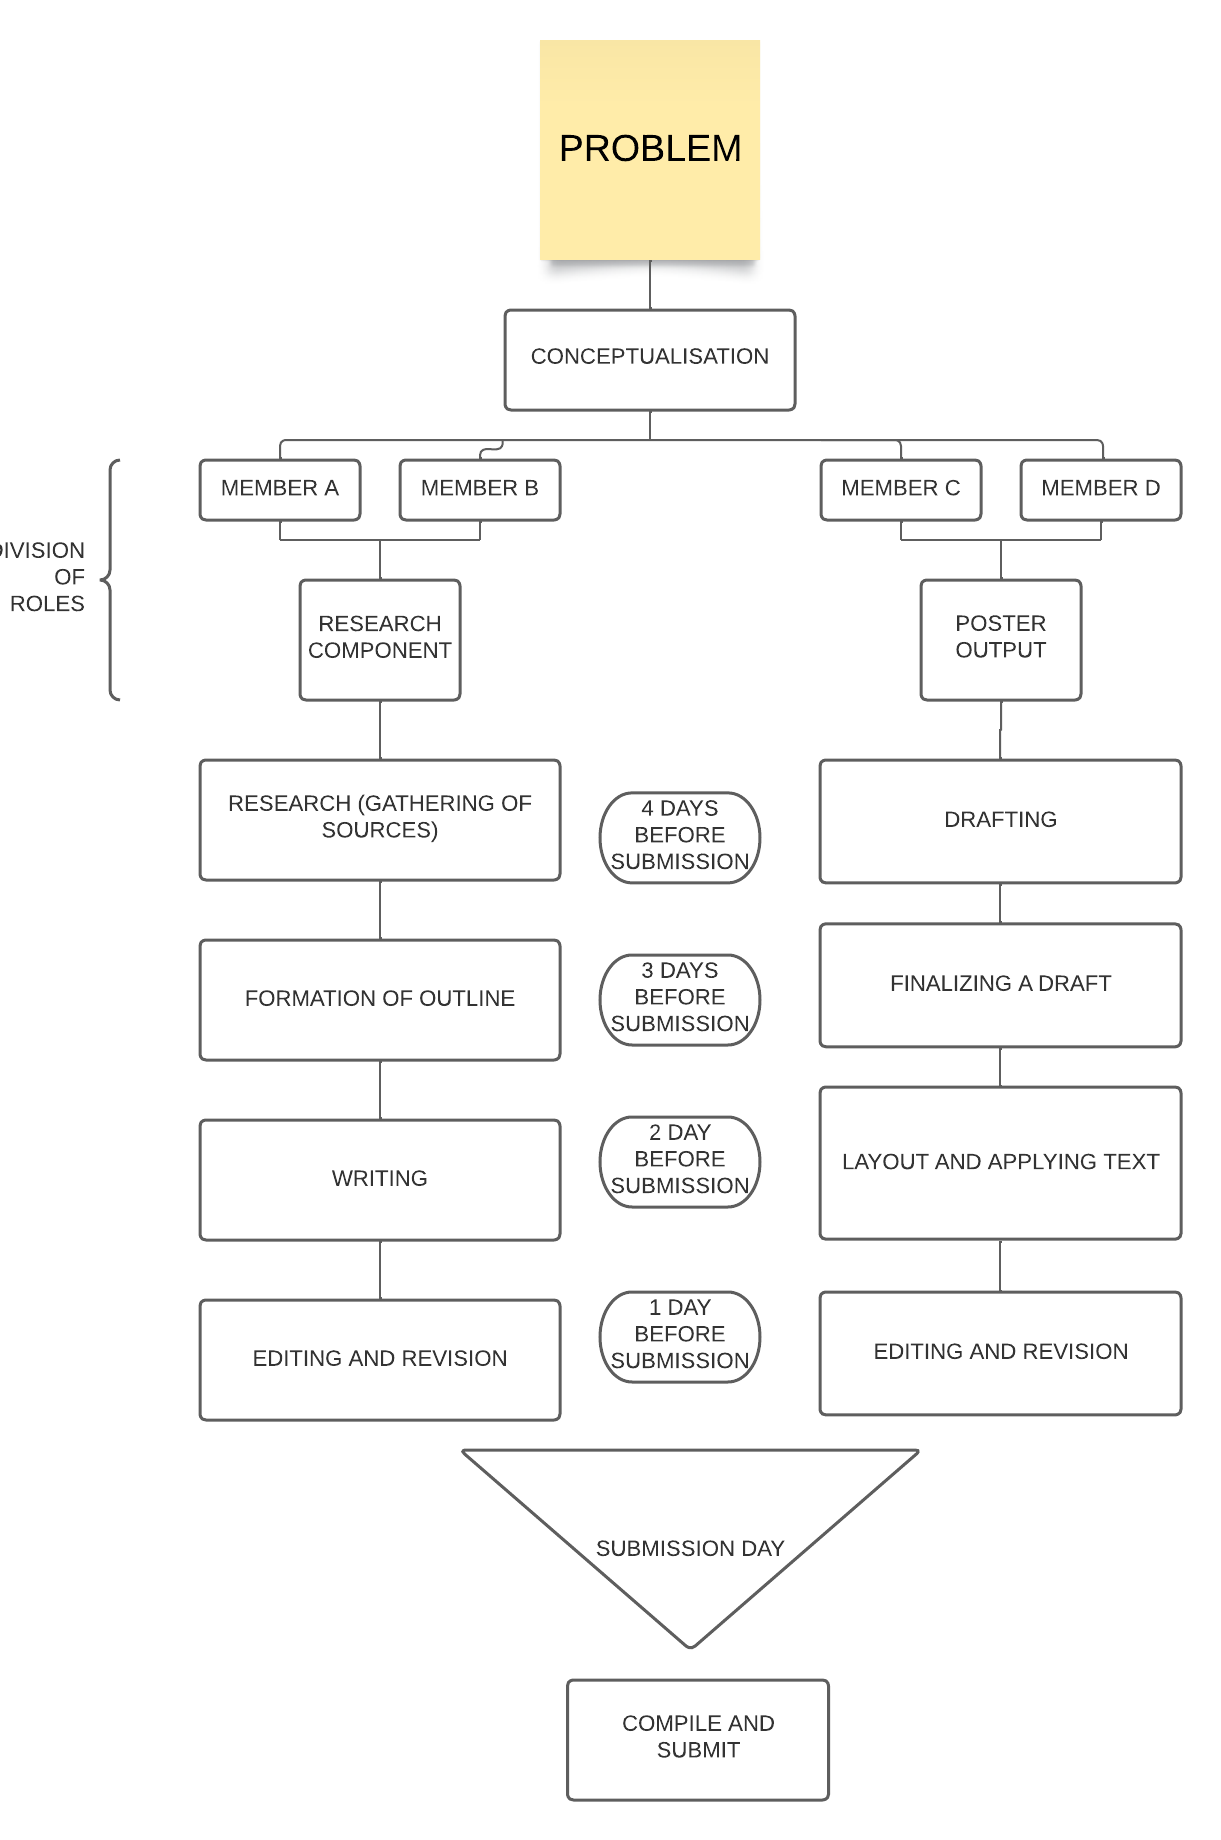 PROBLEM
CONCEPTUALISATION
MEMBER A
MEMBER B
MEMBER C
MEMBER D
DIVISION
OF
ROLES
RESEARCH
COMPONENT
POSTER
OUTPUT
RESEARCH (GATHERING OF
SOURCES)
4 DAYS
BEFORE
SUBMISSION
DRAFTING
FORMATION OF OUTLINE
3 DAYS
BEFORE
SUBMISSION
FINALIZING A DRAFT
WRITING
2 DAY
BEFORE
SUBMISSION
LAYOUT AND APPLYING TEXT
EDITING AND REVISION
1 DAY
BEFORE
SUBMISSION
EDITING AND REVISION
SUBMISSION DAY
COMPILE AND
SUBMIT